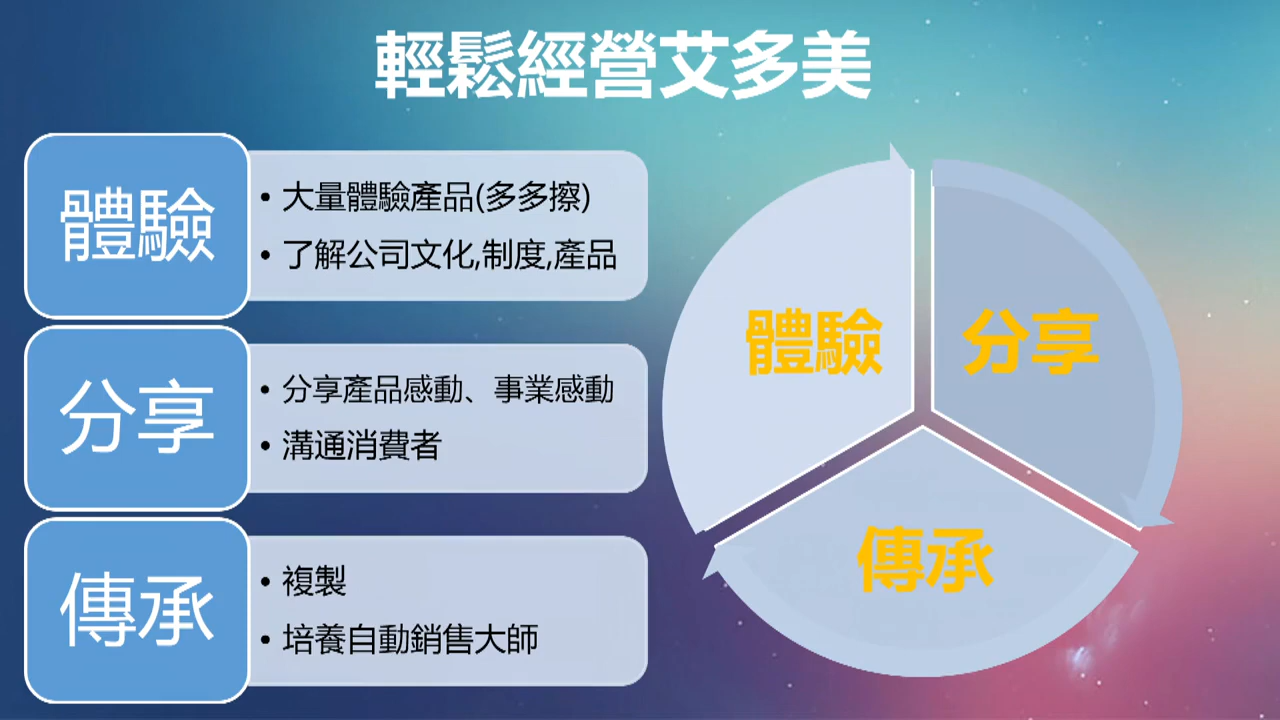 輕鬆經營艾多美
體驗
• 大量體驗產品(多多擦)
• 了解公司文化,制度,產品
分享
• 分享產品感動、事業感動
• 溝通消費者
傳承
• 複製
• 培養自動銷售大師
體驗
分享
傳承